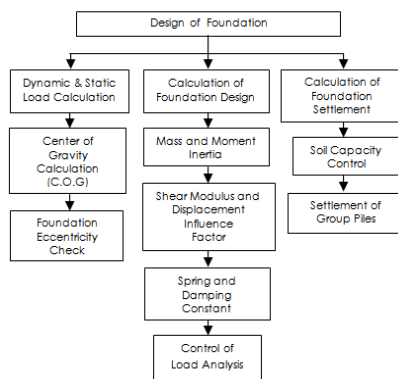 Design of Foundation
Dynamic & Static
Load Calculation
Center of
Gravity
Calculation
(C.O.G)
Foundation
Eccentricity
Check
Calculation of
Foundation Design
Mass and Moment
Inertia
Shear Modulus and
Displacement
Influence
Factor
Spring and
Damping
Constant
Control of
Load Analysis
Calculation of
Foundation
Settlement
Soil Capacity
Control
Settlement of
Group Piles